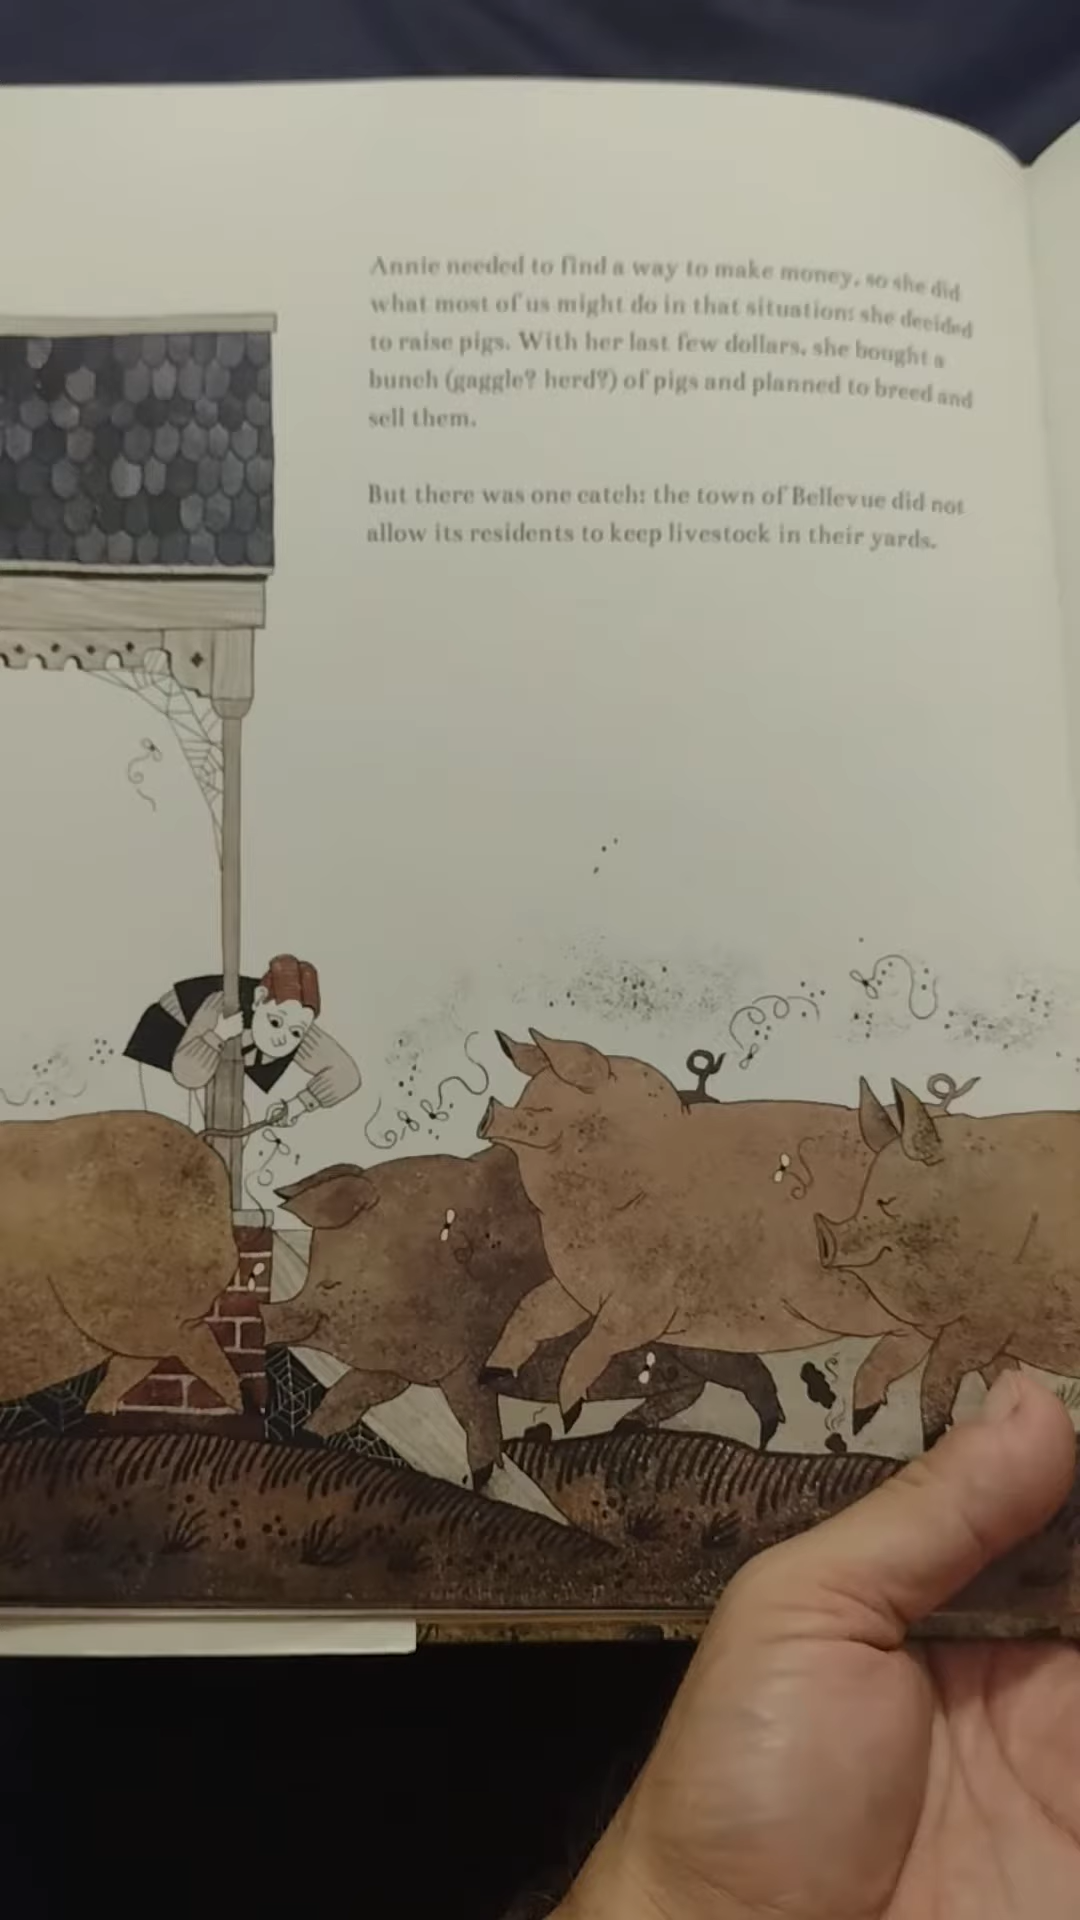 Annie needed to find a way to make money, so she did
what most of us might do in that situation: she decided
to raise pigs. With her last few dollars, she bought a
bunch (gaggle? herd?) of pigs and planned to breed and
sell them.
But there was one catch: the town of Bellevue did not
allow its residents to keep livestock in their yards.